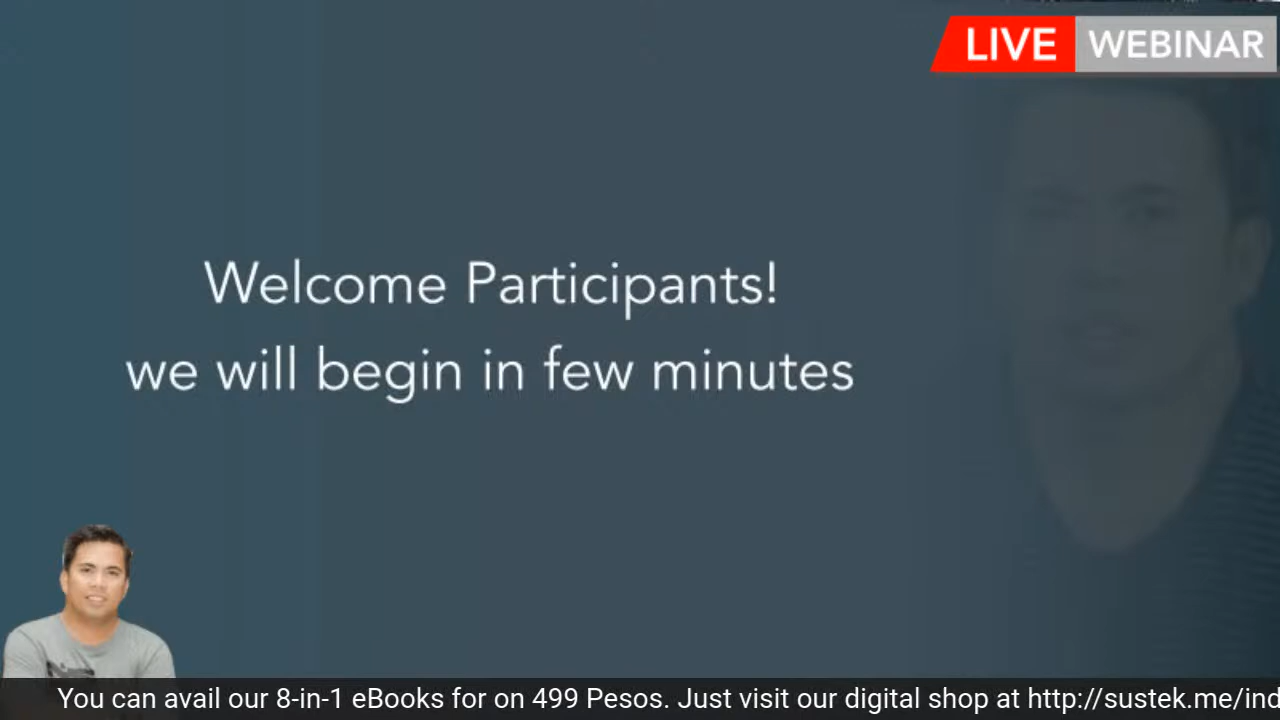 LIVE WEBINAR
Welcome Participants!
we will begin in few minutes
You can avail our 8-in-1 eBooks for on 499 Pesos. Just visit our digital shop at http://sustek.me/ind